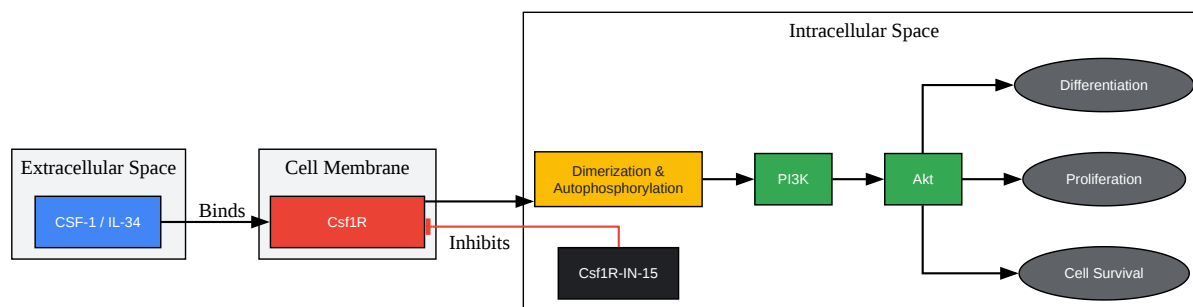 Intracellular Space
Differentiation
Extracellular Space
Cell Membrane
Dimerization &
Autophosphorylation
PI3K
Akt
Proliferation
CSF-1 / IL-34
Binds
Csf1R
Inhibits
Csf1R-IN-15
Cell Survival